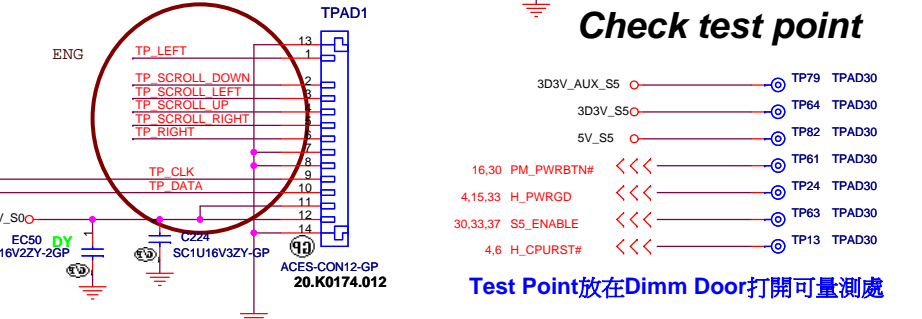 TPAD1
ENG
13
TP_LEFT
1
TP_SCROLL_DOWN
2
TP_SCROLL_LEFT
3
TP_SCROLL_UP
4
TP_SCROLL_RIGHT
5
TP_RIGHT
6
7
8
TP_CLK
9
TP_DATA
10
11
V_S0
12
EC50
DY
16V2ZY-2GP
C224
SC1U16V3ZY-GP
14
GP
ACES-CON12-GP
20.K0174.012
Check test point
3D3V_AUX_S5 TP79 TPAD30
3D3V_S5 TP64 TPAD30
5V_S5 TP82 TPAD30
16,30 PM_PWRBTN# TP61 TPAD30
4,15,33 H_PWRGD TP24 TPAD30
30,33,37 S5_ENABLE TP63 TPAD30
4,6 H_CPURST# TP13 TPAD30
Test Point放在Dimm Door打開可量測處